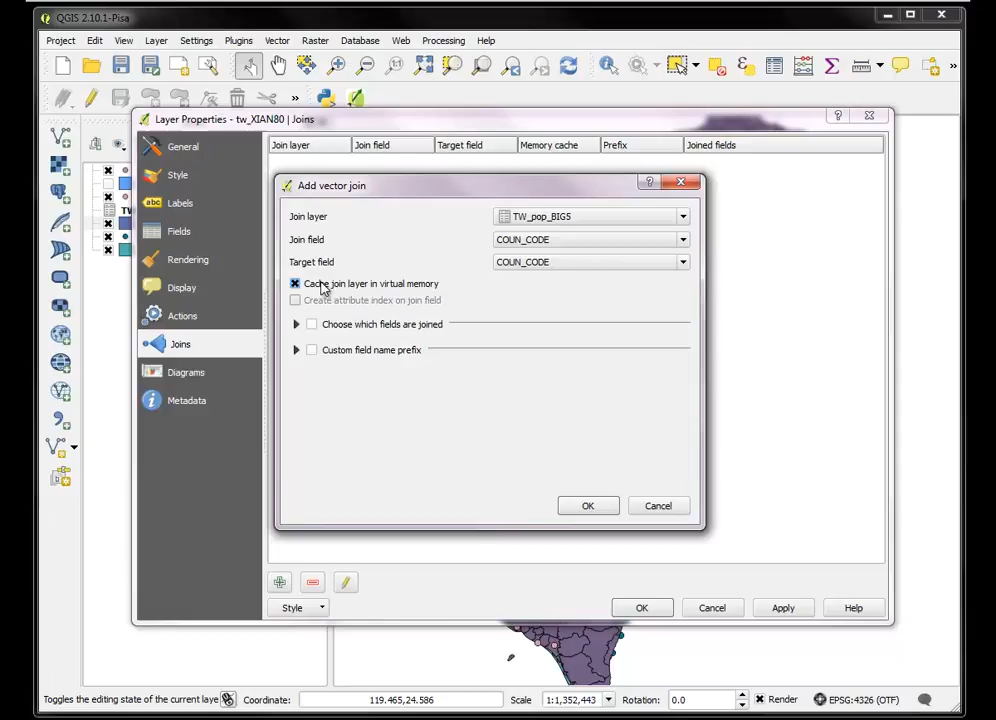 QGIS 2.10.1-Pisa
Project Edit View Layer Settings Plugins Vector Raster Database Web Processing Help
Layer Properties - tw_XIAN80 | Joins
General
Style
Labels
Fields
Rendering
Display
Actions
Joins
Diagrams
Metadata
Join layer Join field Target field Memory cache Prefix Joined fields
Add vector join
Join layer TW_pop_BIG5
Join field COUN_CODE
Target field COUN_CODE
Cache join layer in virtual memory
Create attribute index on join field
Choose which fields are joined
Custom field name prefix
OK Cancel
Style OK Cancel Apply Help
Toggles the editing state of the current laye Coordinate: 119.465,24.586 Scale 1:1,352,443 Rotation: 0.0 Render EPSG:4326 (OTF)